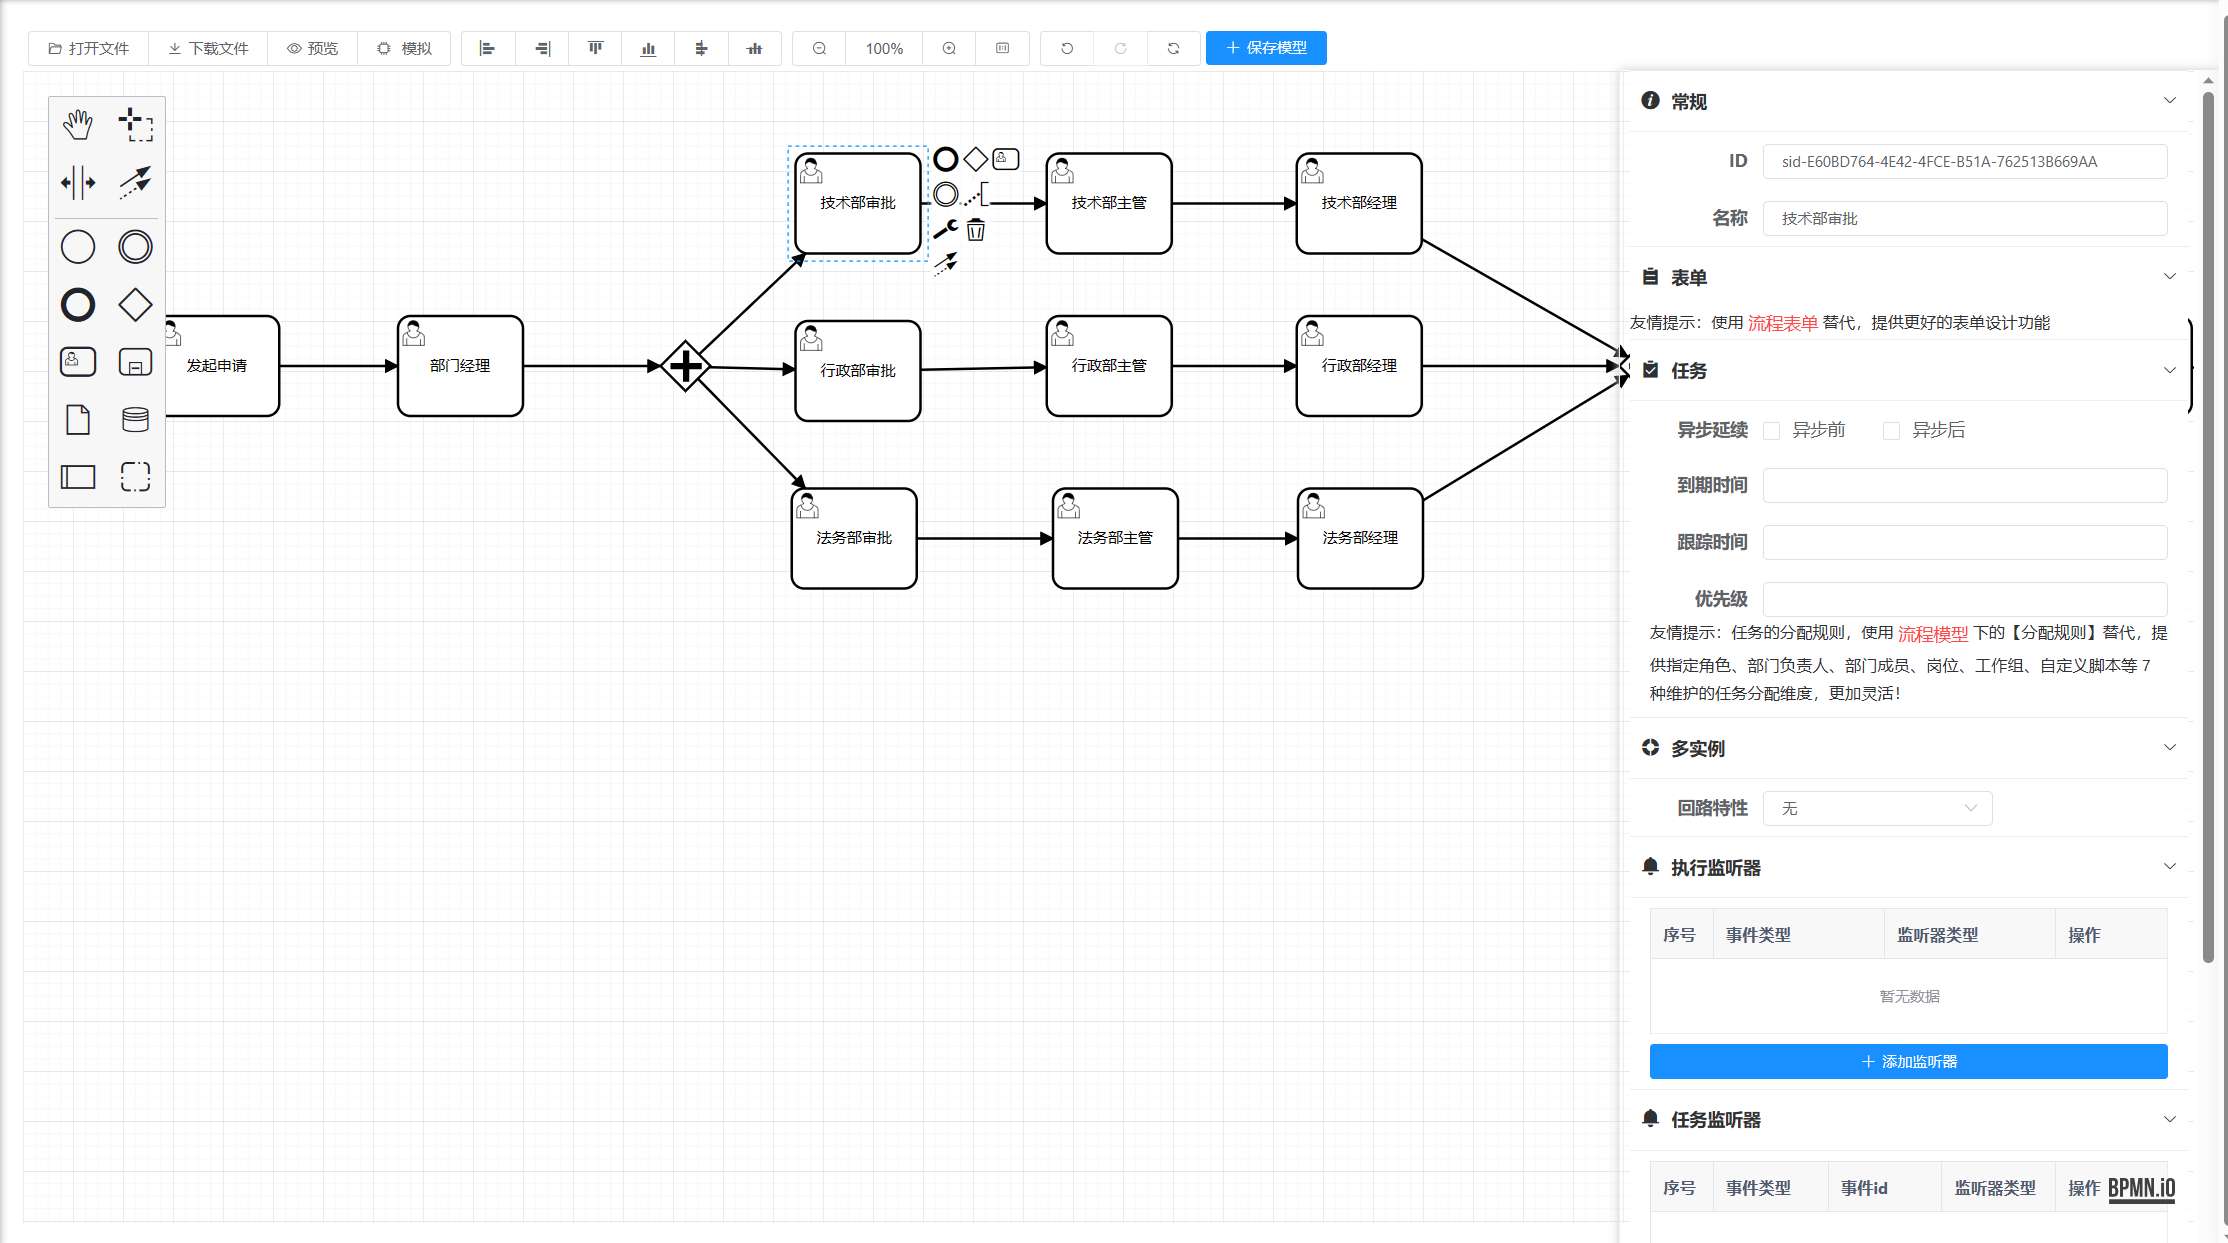 打开文件 下载文件 预览 模拟 100% 保存模型
技术部审批 技术部主管 技术部经理
发起申请 部门经理 行政部审批 行政部主管 行政部经理
法务部审批 法务部主管 法务部经理
常规
ID sid-E60BD764-4E42-4FCE-B51A-762513B669AA
名称 技术部审批
表单
友情提示：使用 流程表单 替代，提供更好的表单设计功能
任务
异步延续 异步前 异步后
到期时间
跟踪时间
优先级
友情提示：任务的分配规则，使用 流程模型 下的【分配规则】替代，提
供指定角色、部门负责人、部门成员、岗位、工作组、自定义脚本等 7
种维护的任务分配维度，更加灵活！
多实例
回路特性 无
执行监听器
序号 事件类型 监听器类型 操作
暂无数据
添加监听器
任务监听器
序号 事件类型 事件id 监听器类型 操作
BPMN.iO